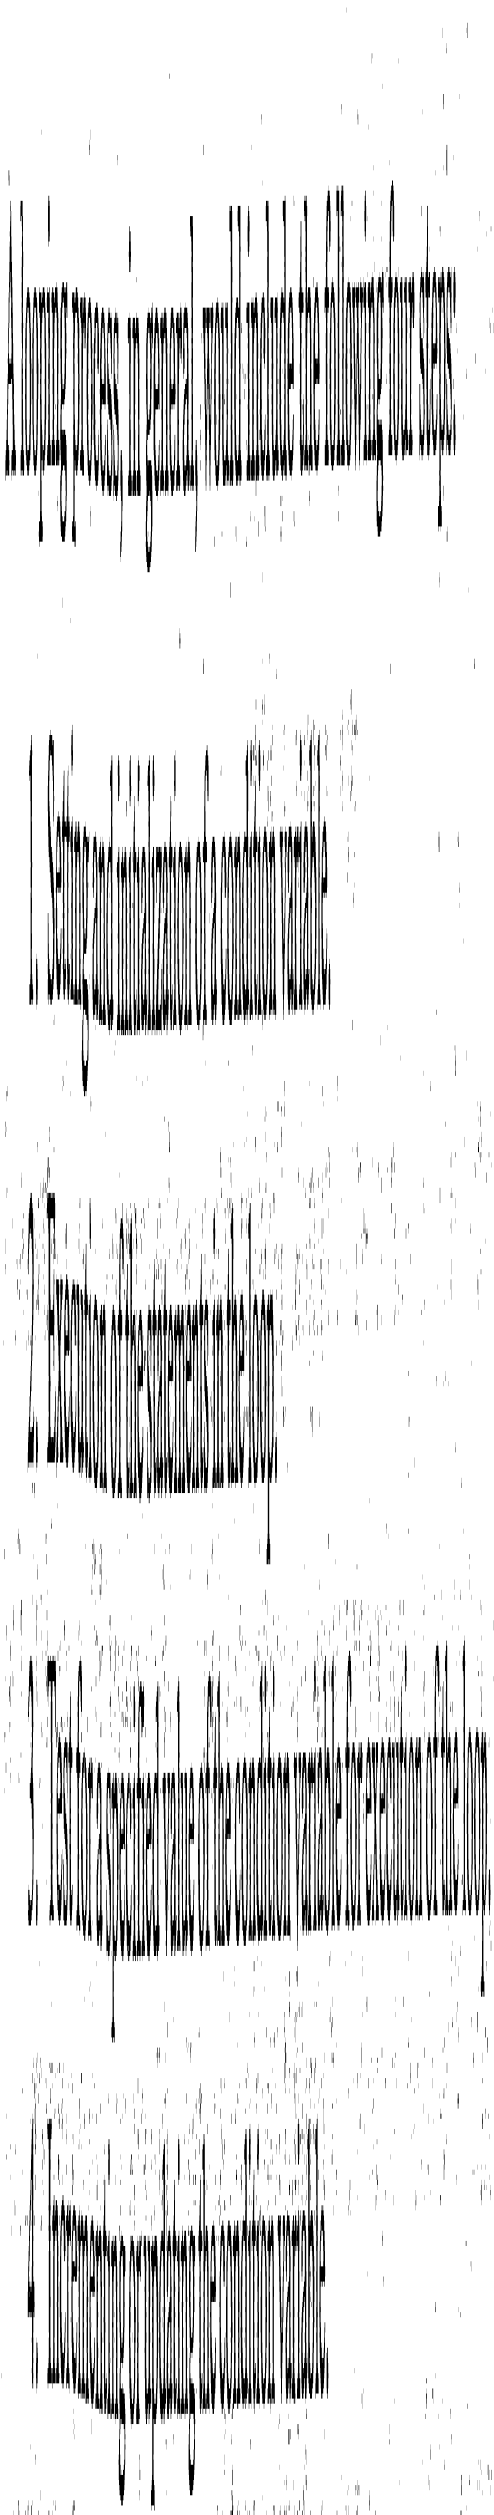 A looping process, in general, would include the following four steps:
1. Setting and initialization of a condition variable.
2. Execution of the statements in the loop.
3. Test for a specified value of the condition variable for execution of the loop.
4. Incrementing or updating the condition variable.